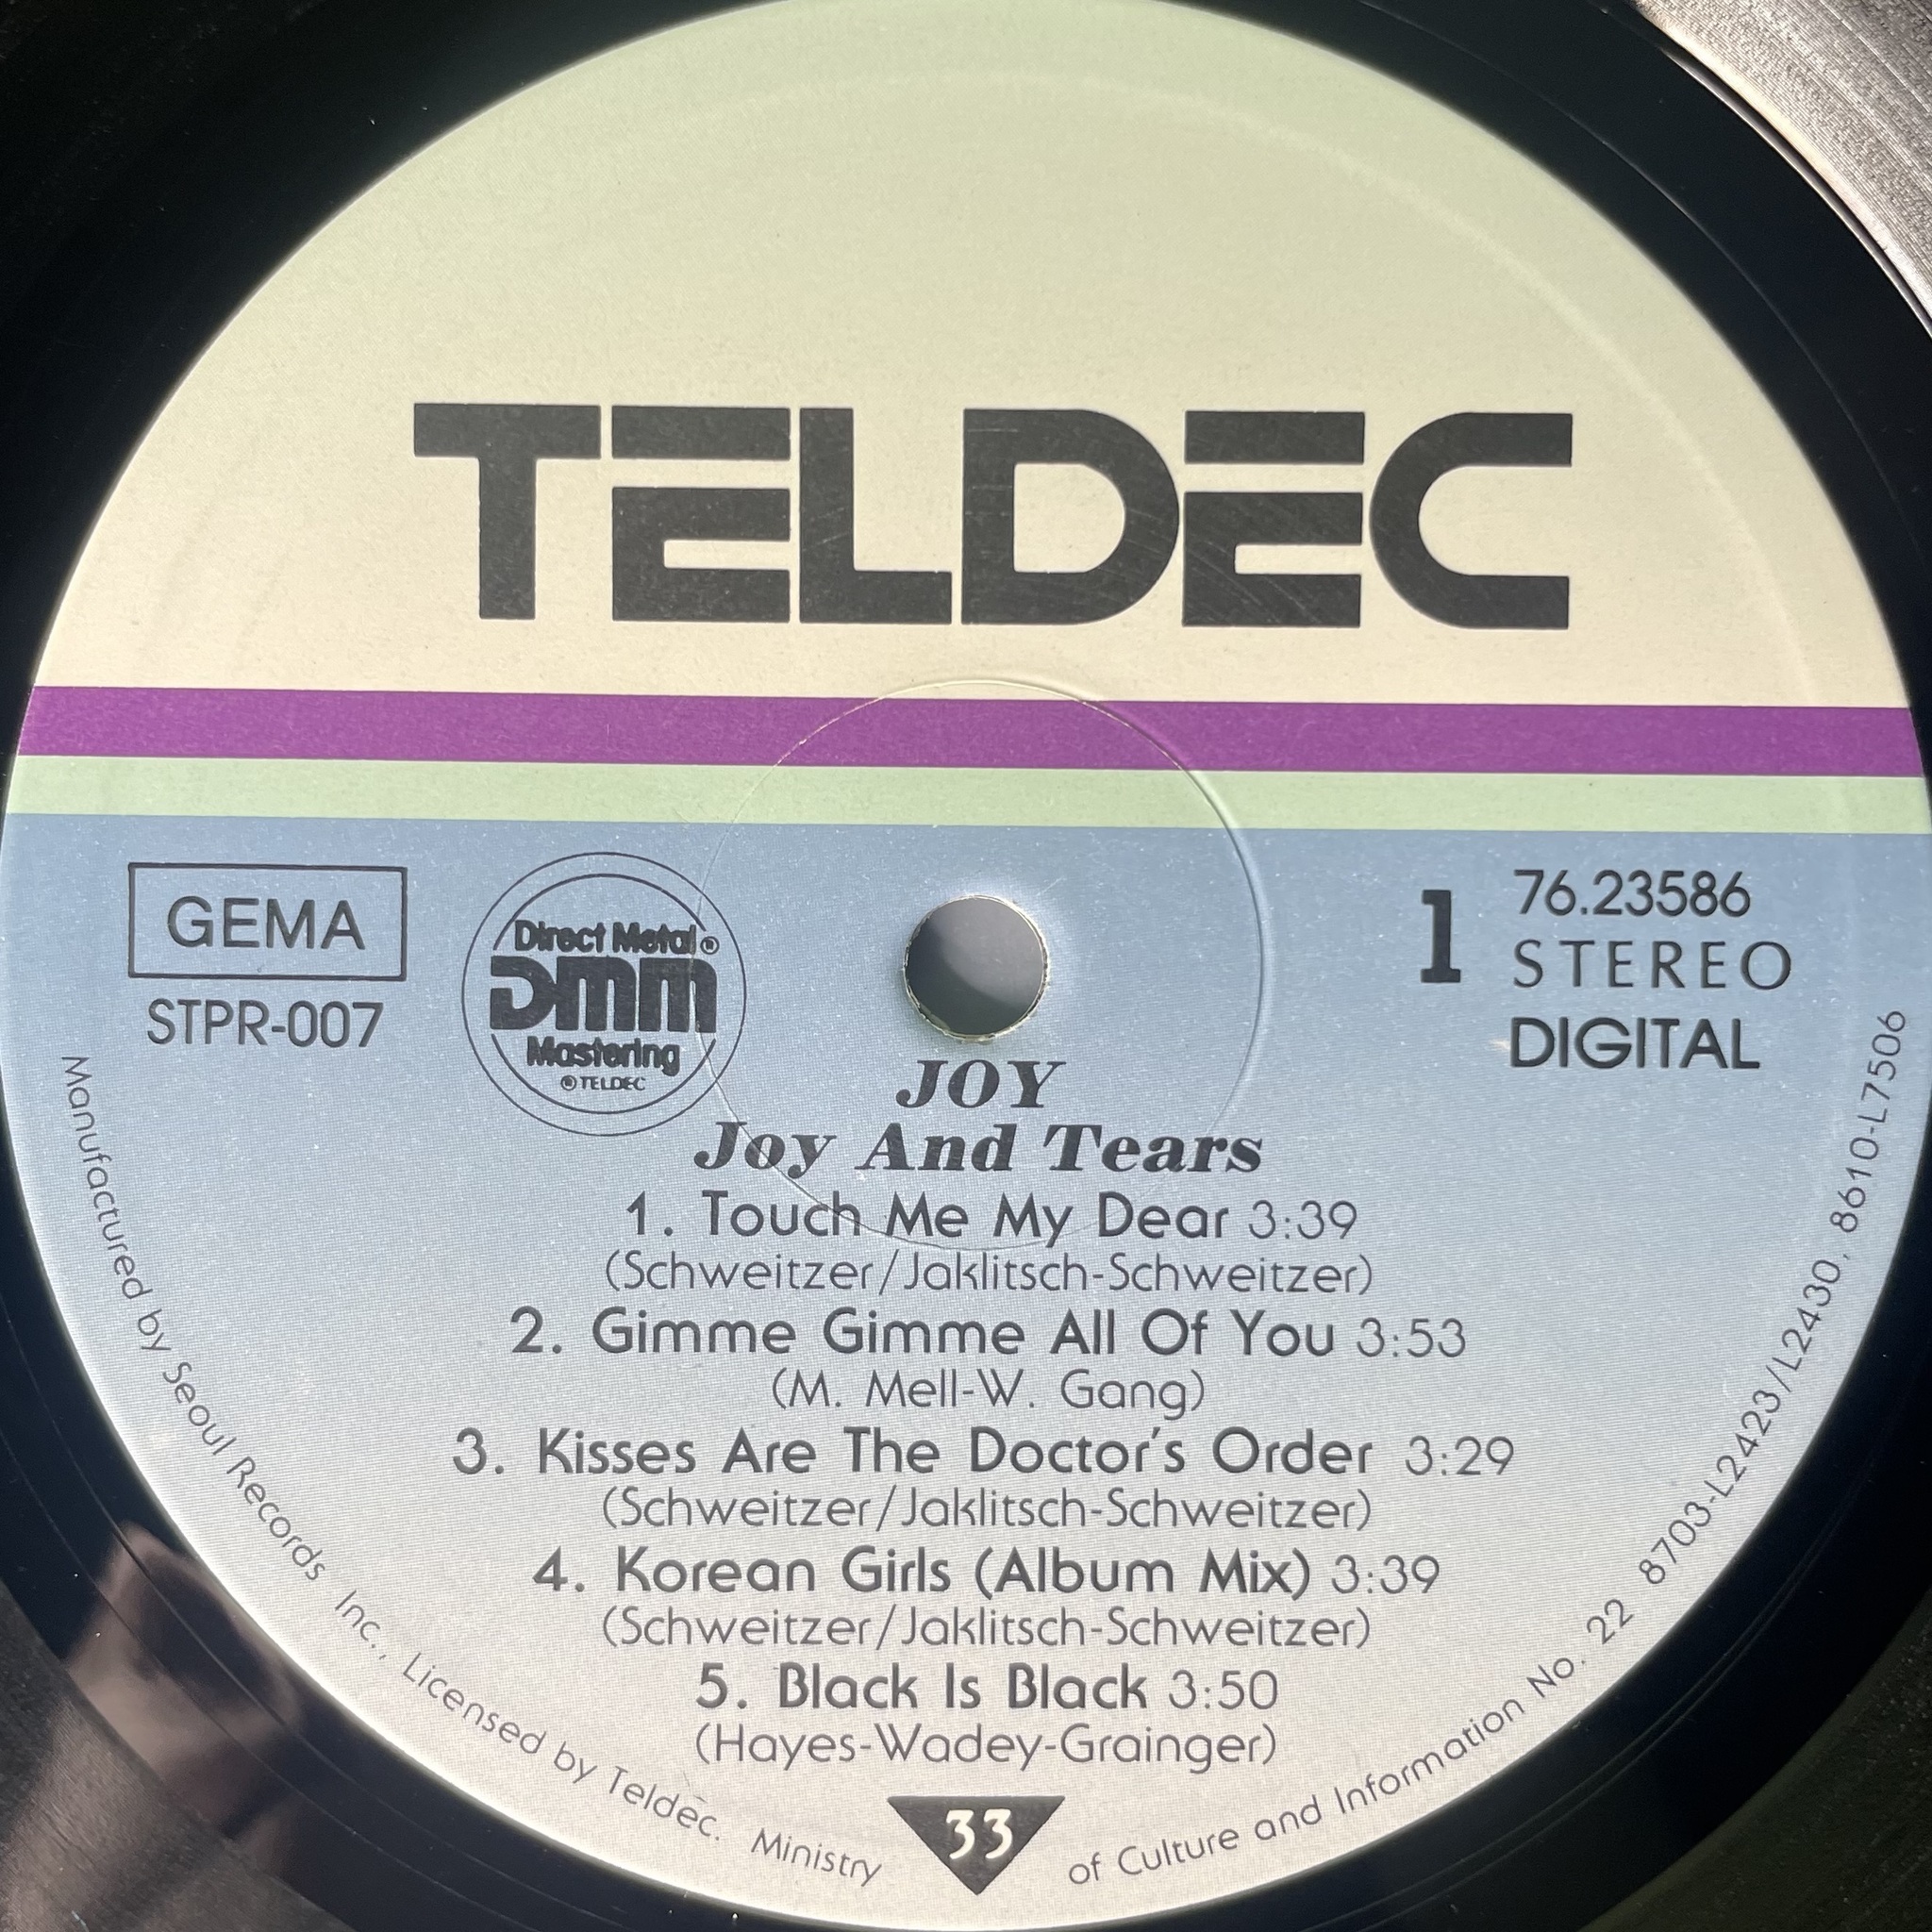 TELDEC
GEMA
STPR-007
Direct Metal®
DMM
Mastering
®TELDEC
1
76.23586
STEREO
DIGITAL
JOY
Joy And Tears
1. Touch Me My Dear 3:39
(Schweitzer/Jaklitsch-Schweitzer)
2. Gimme Gimme All Of You 3:53
(M. Mell-W. Gang)
3. Kisses Are The Doctor's Order 3:29
(Schweitzer/Jaklitsch-Schweitzer)
4. Korean Girls (Album Mix) 3:39
(Schweitzer/Jaklitsch-Schweitzer)
5. Black Is Black 3:50
(Hayes-Wadey-Grainger)
33
Manufactured by Seoul Records Inc., Licensed by Teldec. Ministry of Culture and Information No. 22 8703-L2423/L2430, 8610-L7506